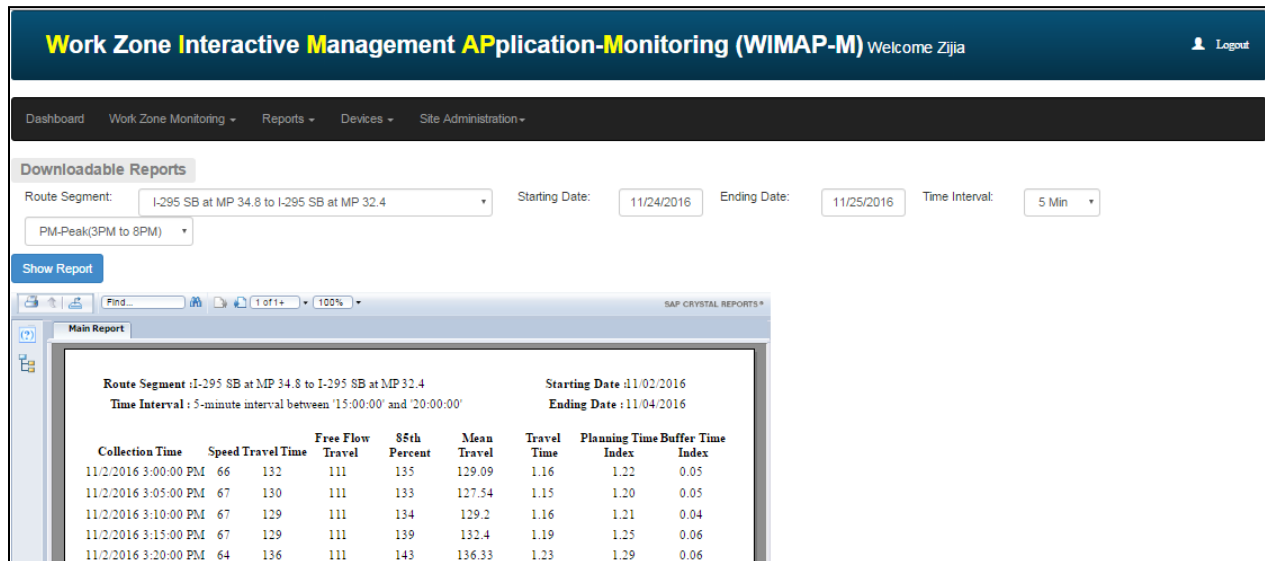 Work Zone Interactive Management APplication-Monitoring (WIMAP-M) Welcome Zijia Logout
Dashboard Work Zone Monitoring Reports Devices Site Administration
Downloadable Reports
Route Segment: I-295 SB at MP 34.8 to I-295 SB at MP 32.4 Starting Date: 11/24/2016 Ending Date: 11/25/2016 Time Interval: 5 Min
PM-Peak(3PM to 8PM)
Show Report
Find... 1 of 1+ 100% SAP CRYSTAL REPORTS®
Main Report
Route Segment :I-295 SB at MP 34.8 to I-295 SB at MP 32.4 Starting Date :11/02/2016
Time Interval : 5-minute interval between '15:00:00' and '20:00:00' Ending Date : 11/04/2016
Collection Time Speed Travel Time Free Flow Travel 85th Percent Mean Travel Travel Time Planning Time Index Buffer Time Index
11/2/2016 3:00:00 PM 66 132 111 135 129.09 1.16 1.22 0.05
11/2/2016 3:05:00 PM 67 130 111 133 127.54 1.15 1.20 0.05
11/2/2016 3:10:00 PM 67 129 111 134 129.2 1.16 1.21 0.04
11/2/2016 3:15:00 PM 67 129 111 139 132.4 1.19 1.25 0.06
11/2/2016 3:20:00 PM 64 136 111 143 136.33 1.23 1.29 0.06